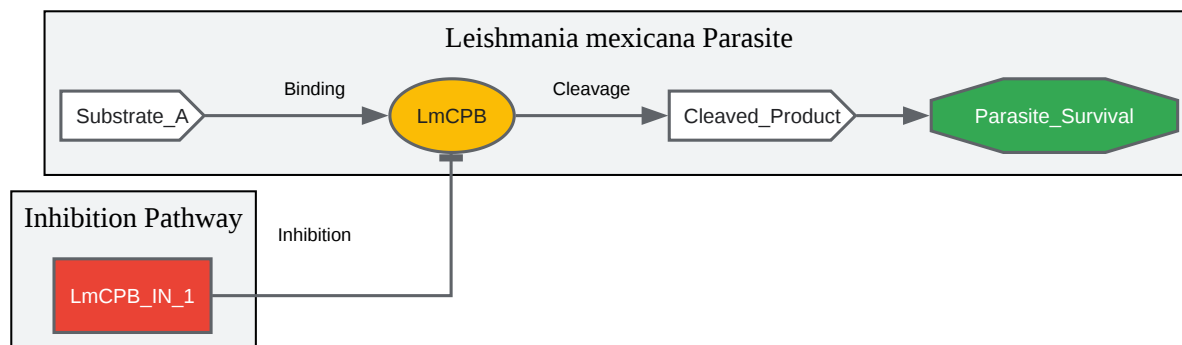 Leishmania mexicana Parasite
Binding
Cleavage
Substrate_A
LmCPB
Cleaved_Product
Parasite_Survival
Inhibition Pathway
Inhibition
LmCPB_IN_1